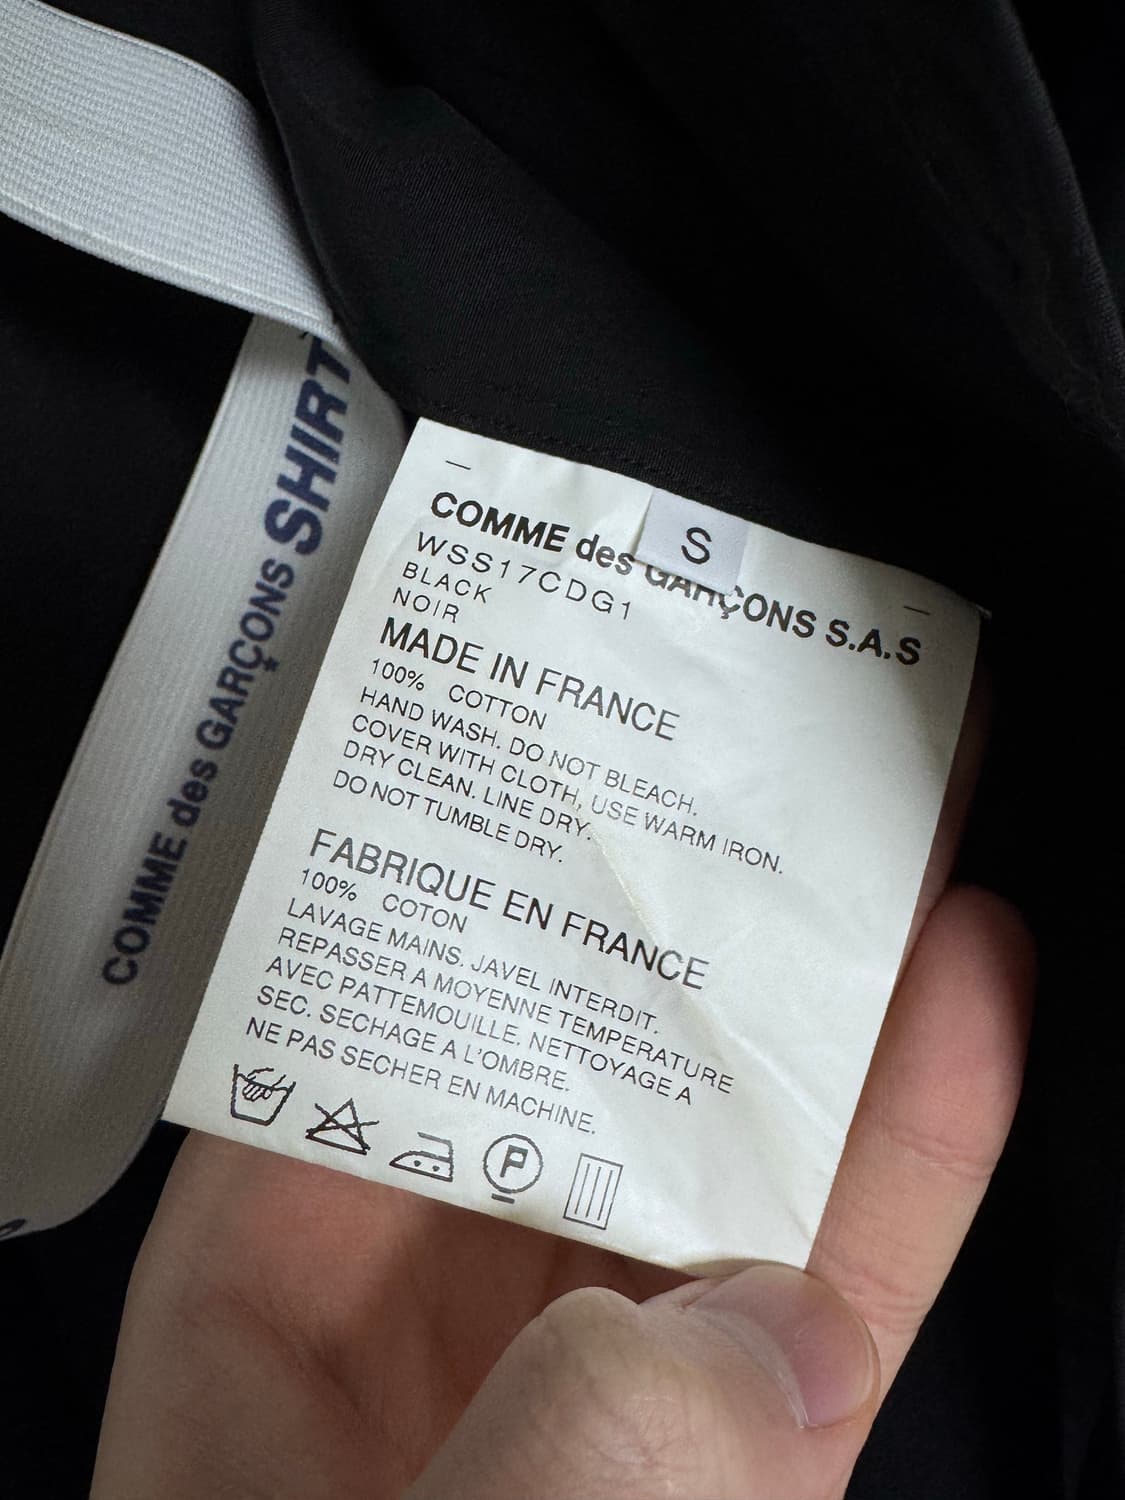 COMME des GARÇONS SHIRT
S
COMME des GARÇONS S.A.S
WSS17CDG1
BLACK
NOIR
MADE IN FRANCE
100% COTTON
HAND WASH. DO NOT BLEACH.
COVER WITH CLOTH, USE WARM IRON.
DRY CLEAN. LINE DRY.
DO NOT TUMBLE DRY.
FABRIQUE EN FRANCE
100% COTON
LAVAGE MAINS. JAVEL INTERDIT.
REPASSER A MOYENNE TEMPERATURE
AVEC PATTEMOUILLE. NETTOYAGE A
SEC. SECHAGE A L'OMBRE.
NE PAS SECHER EN MACHINE.
P